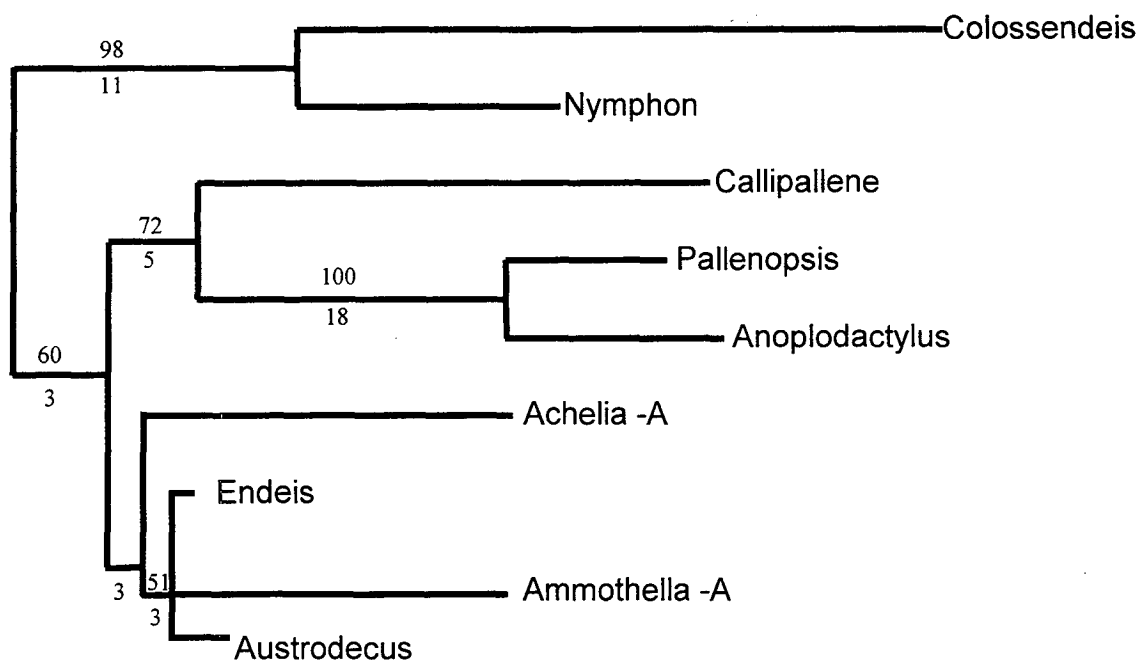 Colossendeis
98
11
Nymphon
Callipallene
72
5
Pallenopsis
100
18
Anoplodactylus
60
3
Achelia -A
Endeis
51
Ammothella -A
3
3
Austrodecus